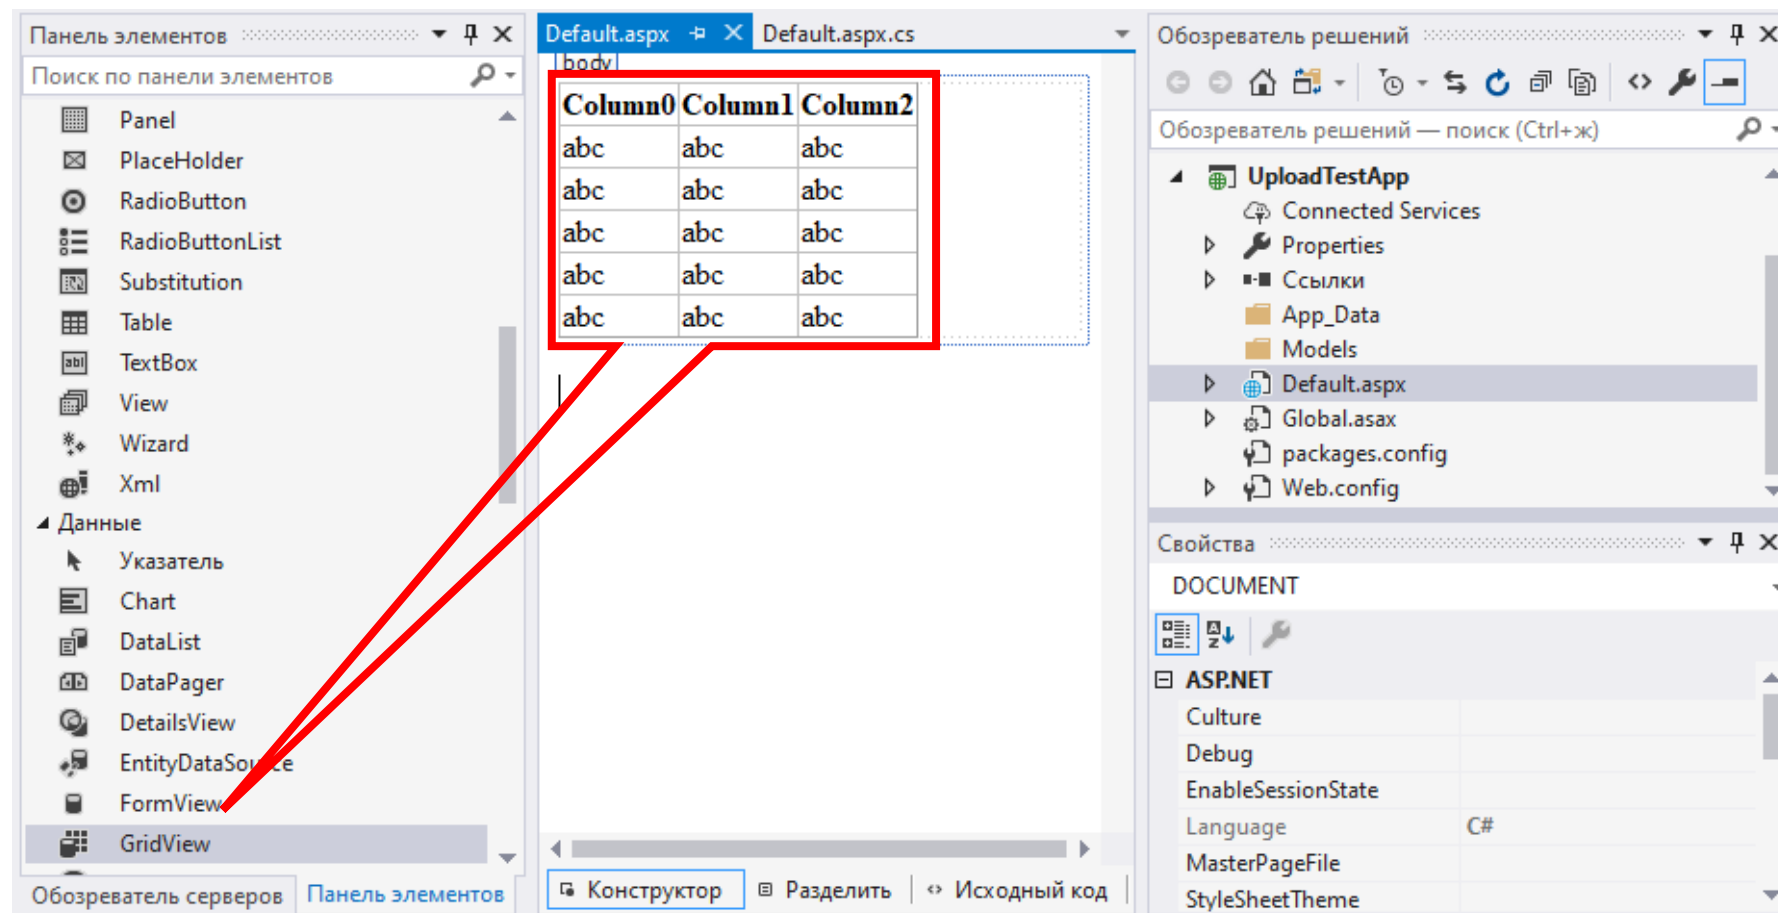 Панель элементов
Поиск по панели элементов
Panel
PlaceHolder
RadioButton
RadioButtonList
Substitution
Table
TextBox
View
Wizard
Xml
Данные
Указатель
Chart
DataList
DataPager
DetailsView
EntityDataSource
FormView
GridView
Обозреватель серверов
Панель элементов
Default.aspx
Default.aspx.cs
body
Column0 Column1 Column2
abc abc abc
abc abc abc
abc abc abc
abc abc abc
abc abc abc
Конструктор
Разделить
Исходный код
Обозреватель решений
Обозреватель решений — поиск (Ctrl+ж)
UploadTestApp
Connected Services
Properties
Ссылки
App_Data
Models
Default.aspx
Global.asax
packages.config
Web.config
Свойства
DOCUMENT
ASP.NET
Culture
Debug
EnableSessionState
Language C#
MasterPageFile
StyleSheetTheme